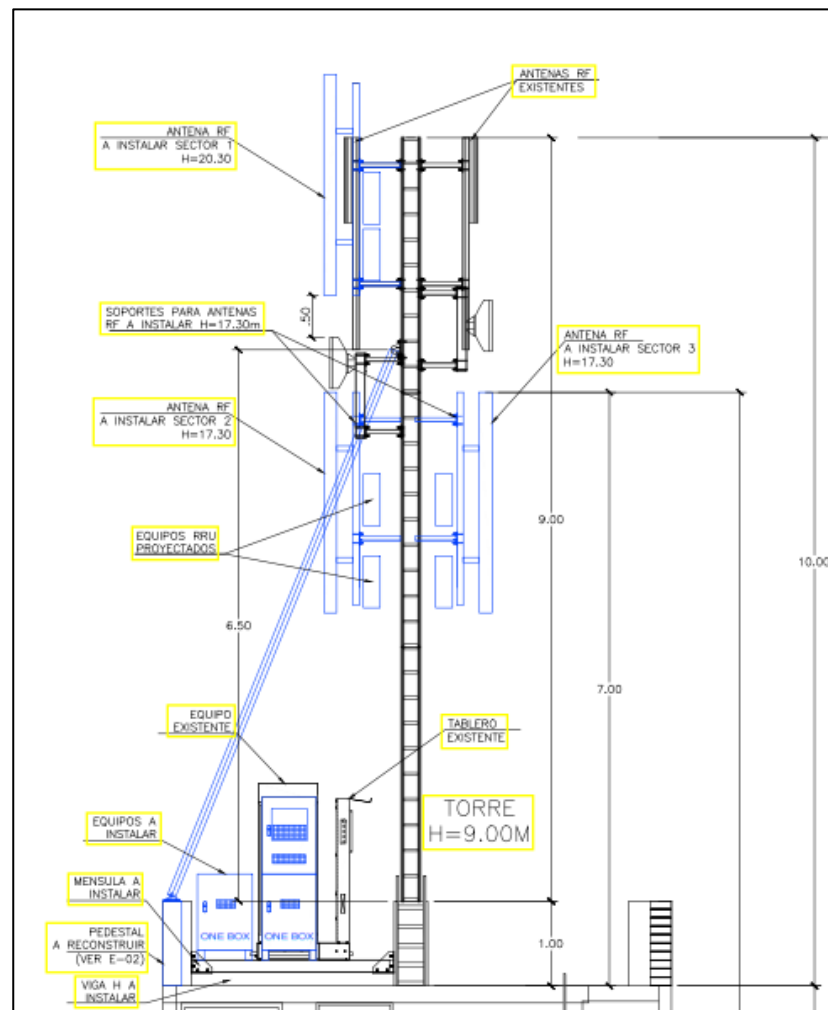 ANTENAS RF
EXISTENTES
ANTENA RF
A INSTALAR SECTOR 1
H=20.30
SOPORTES PARA ANTENAS
RF A INSTALAR H=17.30m
.50
ANTENA RF
A INSTALAR SECTOR 3
H=17.30
ANTENA RF
A INSTALAR SECTOR 2
H=17.30
9.00
EQUIPOS RRU
PROYECTADOS
10.00
6.50
7.00
EQUIPO
EXISTENTE
TABLERO
EXISTENTE
TORRE
H=9.00M
EQUIPOS A
INSTALAR
MENSULA A
INSTALAR
PEDESTAL
A RECONSTRUIR
(VER E-02)
ONE BOX
ONE BOX
1.00
VIGA H A
INSTALAR